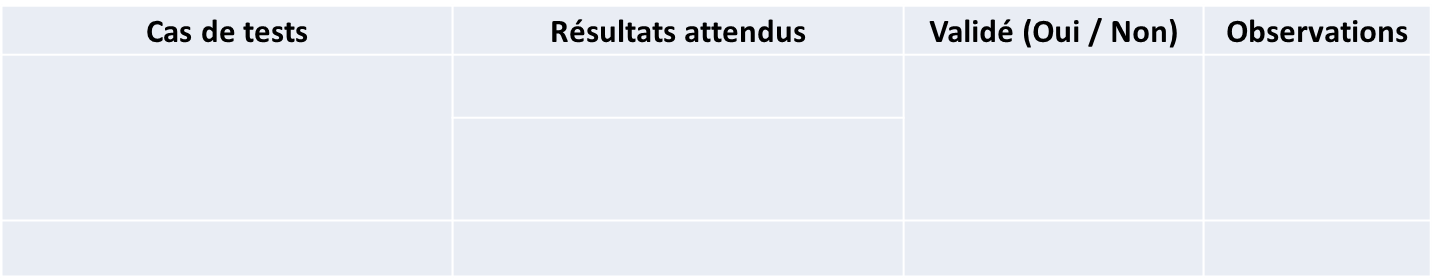 Cas de tests
Résultats attendus
Validé (Oui / Non)
Observations